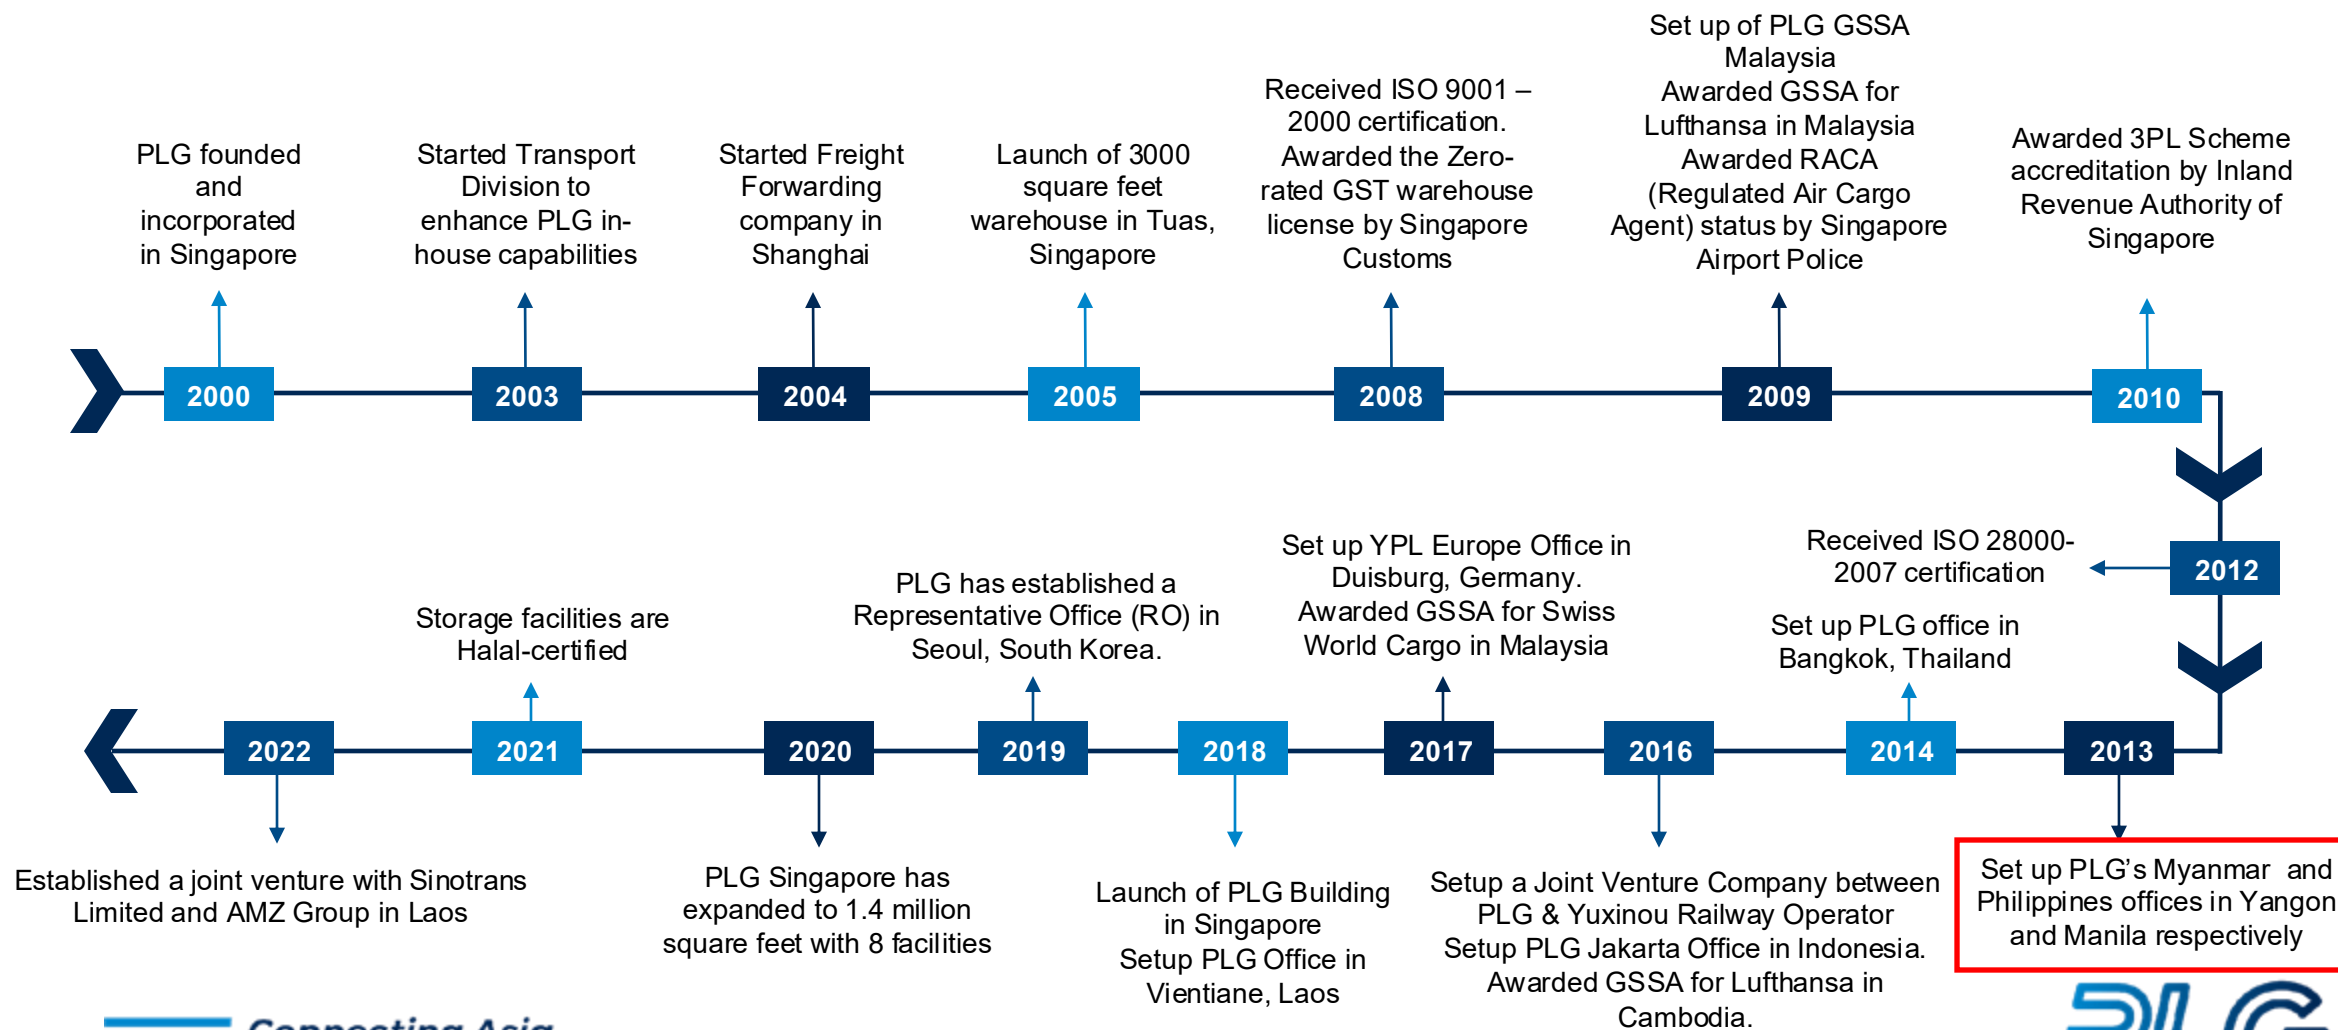 PLG founded
and
incorporated
in Singapore
2000
Started Transport
Division to
enhance PLG in-
house capabilities
2003
Started Freight
Forwarding
company in
Shanghai
2004
Launch of 3000
square feet
warehouse in Tuas,
Singapore
2005
Received ISO 9001 –
2000 certification.
Awarded the Zero-
rated GST warehouse
license by Singapore
Customs
2008
Set up of PLG GSSA
Malaysia
Awarded GSSA for
Lufthansa in Malaysia
Awarded RACA
(Regulated Air Cargo
Agent) status by Singapore
Airport Police
2009
Awarded 3PL Scheme
accreditation by Inland
Revenue Authority of
Singapore
2010
Received ISO 28000-
2007 certification
2012
2013
Set up PLG's Myanmar and
Philippines offices in Yangon
and Manila respectively
Set up PLG office in
Bangkok, Thailand
2014
2016
Setup a Joint Venture Company between
PLG & Yuxinou Railway Operator
Setup PLG Jakarta Office in Indonesia.
Awarded GSSA for Lufthansa in
Cambodia.
Set up YPL Europe Office in
Duisburg, Germany.
Awarded GSSA for Swiss
World Cargo in Malaysia
2017
2018
Launch of PLG Building
in Singapore
Setup PLG Office in
Vientiane, Laos
PLG has established a
Representative Office (RO) in
Seoul, South Korea.
2019
2020
PLG Singapore has
expanded to 1.4 million
square feet with 8 facilities
Storage facilities are
Halal-certified
2021
2022
Established a joint venture with Sinotrans
Limited and AMZ Group in Laos
Connecting Asia
PLG